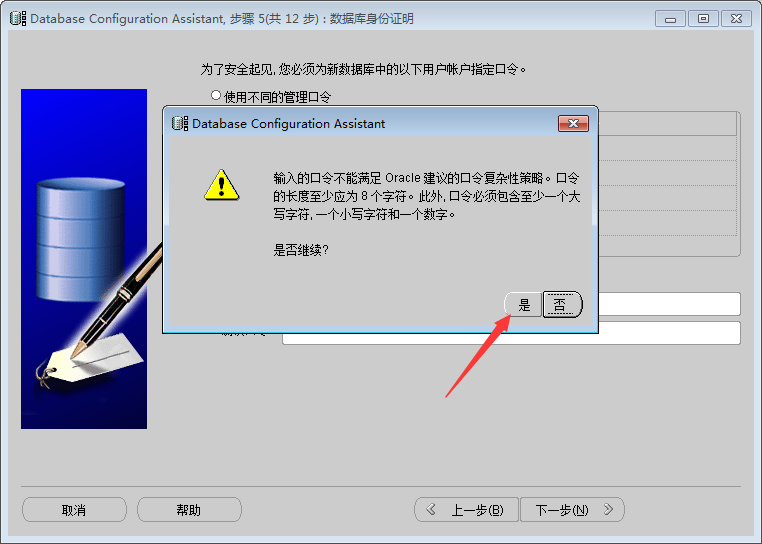 Database Configuration Assistant, 步骤 5(共 12 步) : 数据库身份证明
为了安全起见, 您必须为新数据库中的以下用户帐户指定口令。
使用不同的管理口令
Database Configuration Assistant
输入的口令不能满足 Oracle 建议的口令复杂性策略。口令
的长度至少应为 8 个字符。此外, 口令必须包含至少一个大
写字符, 一个小写字符和一个数字。
是否继续?
是 否
取消 帮助 上一步(B) 下一步(N)